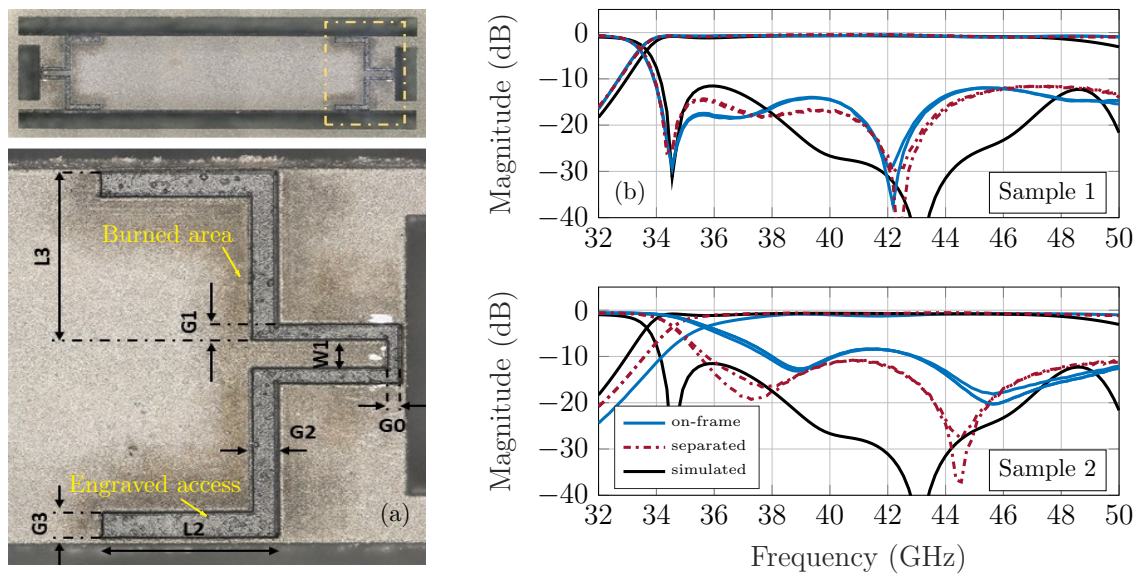 L3
Burned area
G1
W1
G0
G2
Engraved access
G3
L2
(a)
Magnitude (dB)
0
−10
−20
−30
−40
(b)
Sample 1
32 34 36 38 40 42 44 46 48 50
Magnitude (dB)
0
−10
−20
−30
−40
on-frame
separated
simulated
Sample 2
32 34 36 38 40 42 44 46 48 50
Frequency (GHz)